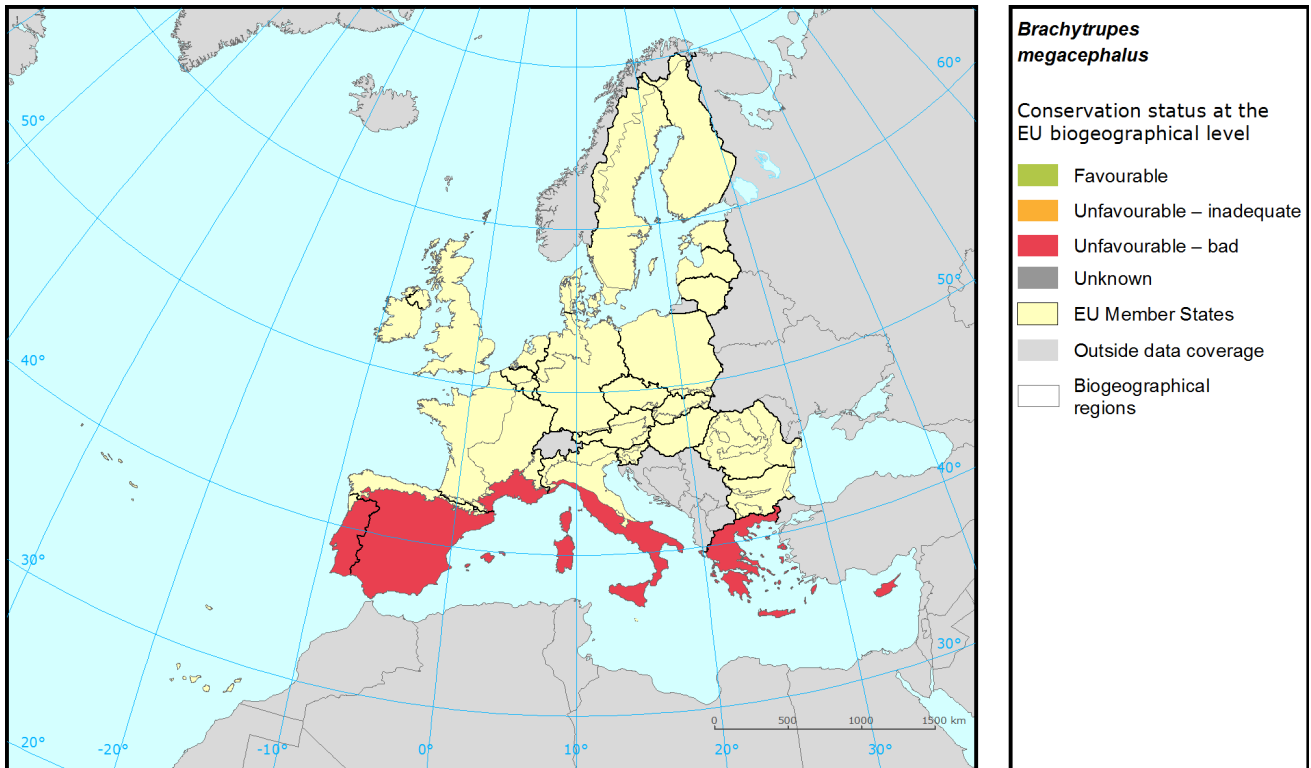 60°
50°
50°
40°
40°
30°
30°
20°
-20°
-10°
0°
10°
20°
30°
0
500
1000
1500 km
Brachytrupes
megacephalus
Conservation status at the
EU biogeographical level
Favourable
Unfavourable – inadequate
Unfavourable – bad
Unknown
EU Member States
Outside data coverage
Biogeographical
regions